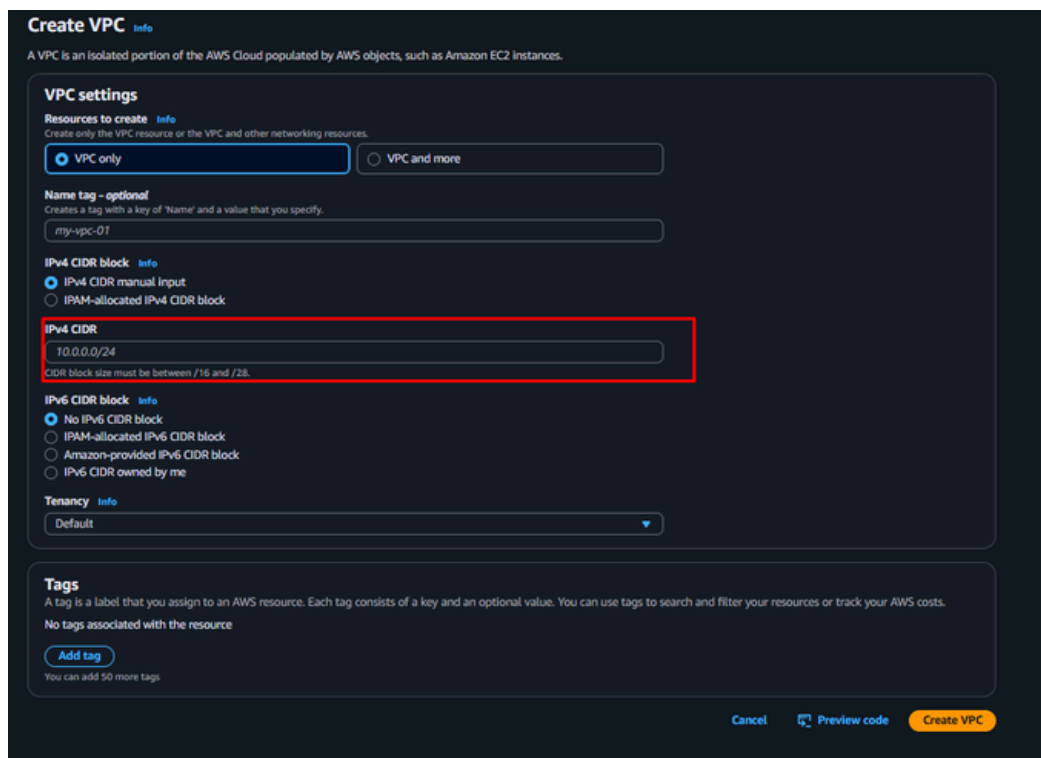 Create VPC Info
A VPC is an isolated portion of the AWS Cloud populated by AWS objects, such as Amazon EC2 instances.
VPC settings
Resources to create Info
Create only the VPC resource or the VPC and other networking resources.
VPC only
VPC and more
Name tag - optional
Creates a tag with a key of 'Name' and a value that you specify.
my-vpc-01
IPv4 CIDR block Info
IPv4 CIDR manual input
IPAM-allocated IPv4 CIDR block
IPv4 CIDR
10.0.0.0/24
CIDR block size must be between /16 and /28.
IPv6 CIDR block Info
No IPv6 CIDR block
IPAM-allocated IPv6 CIDR block
Amazon-provided IPv6 CIDR block
IPv6 CIDR owned by me
Tenancy Info
Default
Tags
A tag is a label that you assign to an AWS resource. Each tag consists of a key and an optional value. You can use tags to search and filter your resources or track your AWS costs.
No tags associated with the resource
Add tag
You can add 50 more tags
Cancel
Preview code
Create VPC